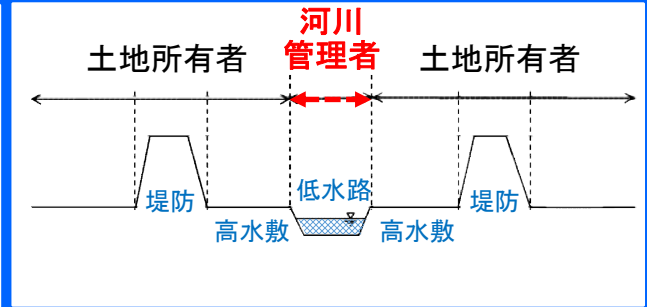 河川
管理者
土地所有者
土地所有者
堤防
低水路
堤防
高水敷
高水敷